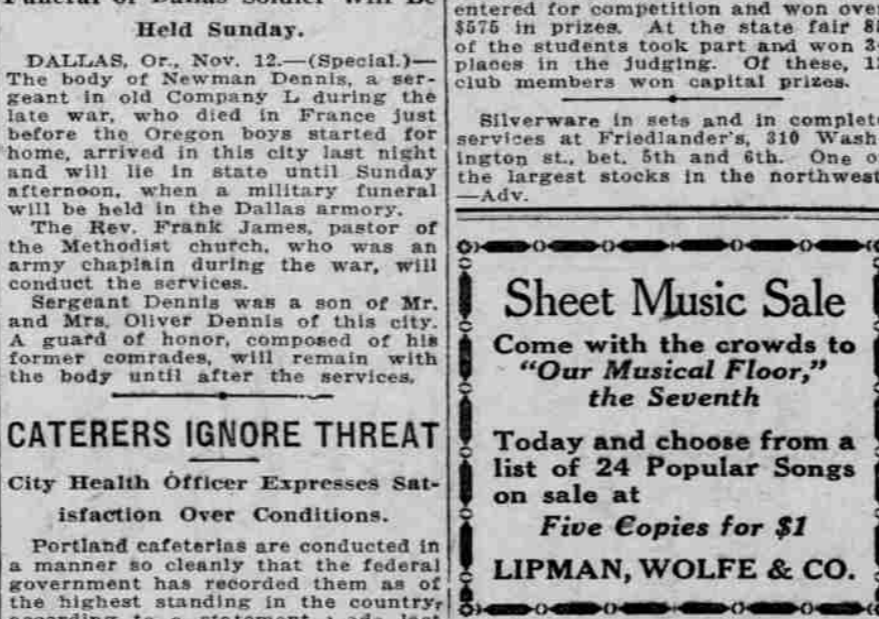 Funeral of Dallas Soldier Will Be
Held Sunday.
DALLAS, Or., Nov. 12.—(Special.)—
The body of Newman Dennis, a ser-
geant in old Company L during the
late war, who died in France just
before the Oregon boys started for
home, arrived in this city last night
and will lie in state until Sunday
afternoon, when a military funeral
will be held in the Dallas armory.
The Rev. Frank James, pastor of
the Methodist church, who was an
army chaplain during the war, will
conduct the services.
Sergeant Dennis was a son of Mr.
and Mrs. Oliver Dennis of this city.
A guard of honor, composed of his
former comrades, will remain with
the body until after the services.
CATERERS IGNORE THREAT
City Health Officer Expresses Sat-
isfaction Over Conditions.
Portland cafeterias are conducted in
a manner so cleanly that the federal
government has recorded them as of
the highest standing in the country,
according to a statement last
entered for competition and won over
$575 in prizes. At the state fair
of the students took part and won
places in the judging. Of these,
club members won capital prizes.
Silverware in sets and in complete
services at Friedlander's, 310 Wash-
ington st., bet. 5th and 6th. One of
the largest stocks in the northwest.
—Adv.
Sheet Music Sale
Come with the crowds to
"Our Musical Floor,"
the Seventh
Today and choose from a
list of 24 Popular Songs
on sale at
Five Copies for $1
LIPMAN, WOLFE & CO.